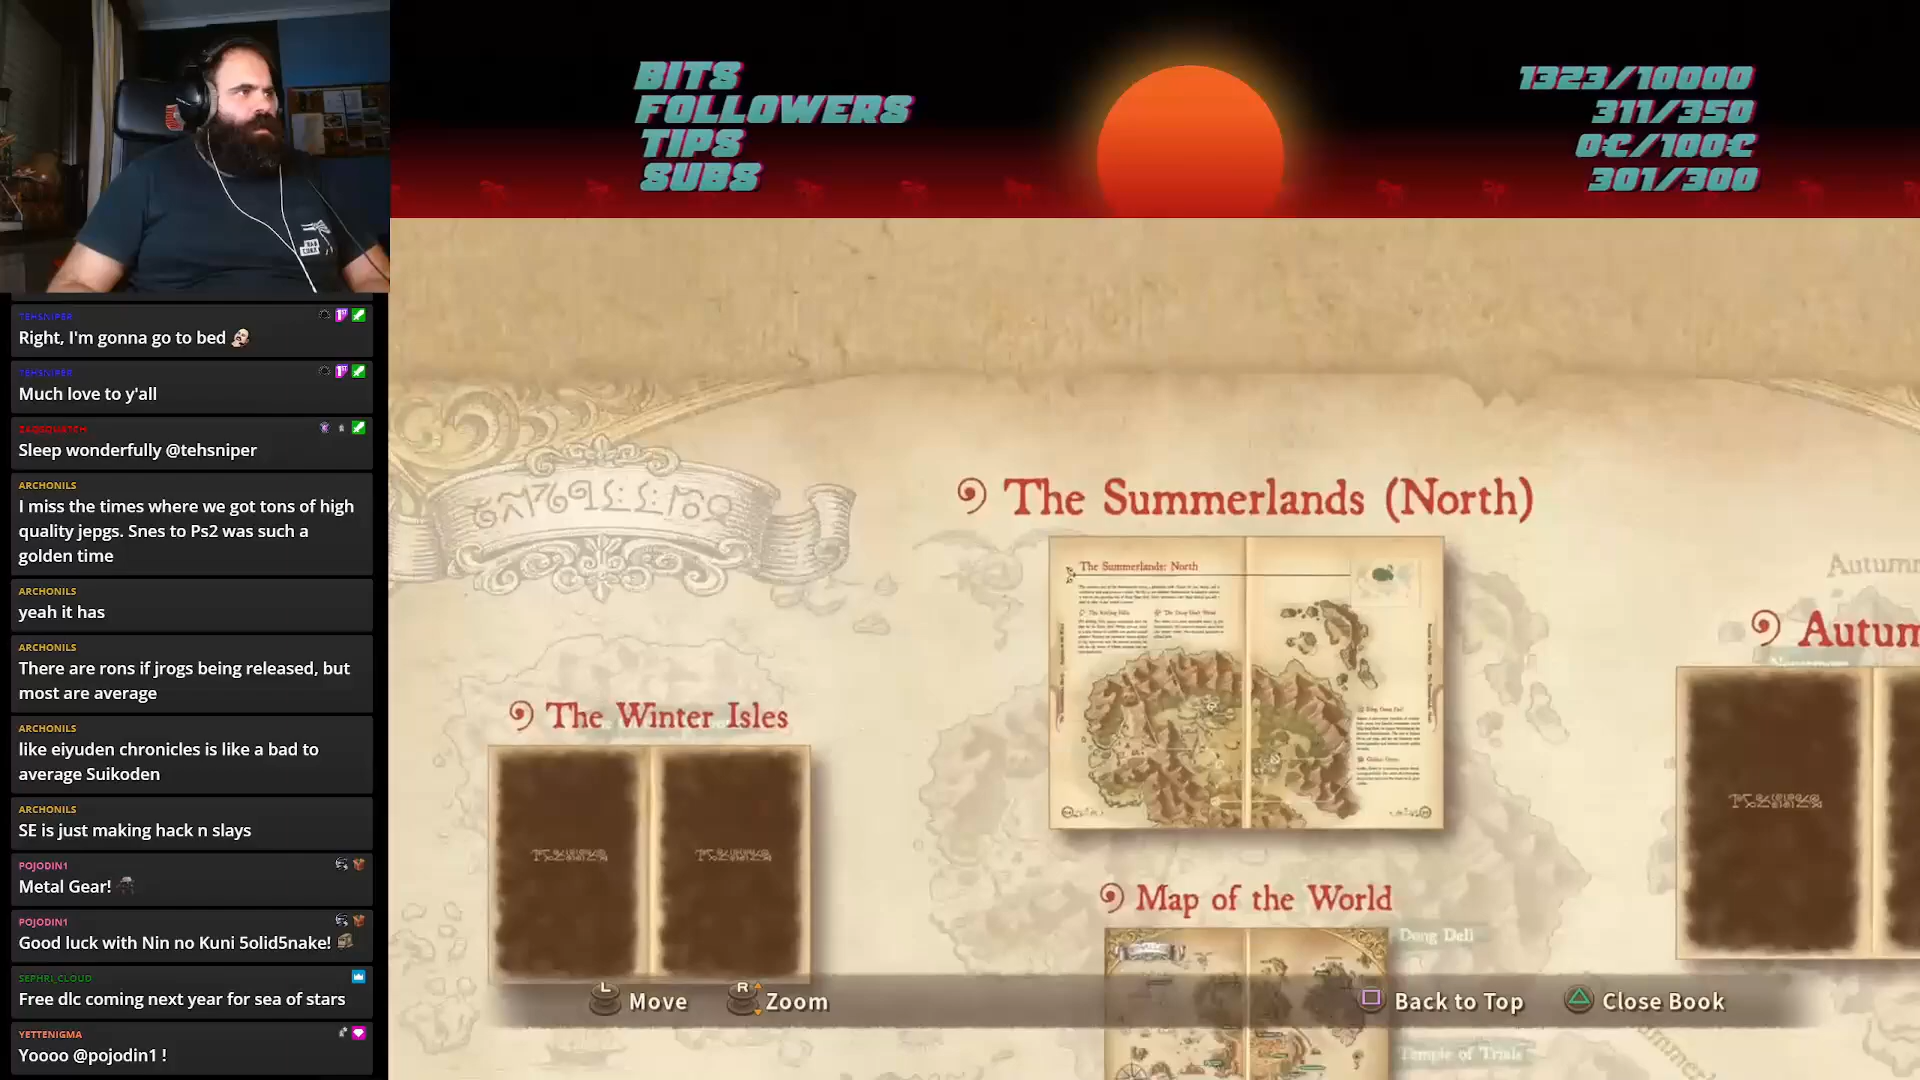 BITS
FOLLOWERS
TIPS
SUBS
1323/10000
311/350
0€/100€
301/300
TEHSNIPER
Right, I'm gonna go to bed
TEHSNIPER
Much love to y'all
ZAQSQUATCH
Sleep wonderfully @tehsniper
ARCHONILS
I miss the times where we got tons of high
quality jepgs. Snes to Ps2 was such a
golden time
ARCHONILS
yeah it has
ARCHONILS
There are rons if jrogs being released, but
most are average
ARCHONILS
like eiyuden chronicles is like a bad to
average Suikoden
ARCHONILS
SE is just making hack n slays
POJODIN1
Metal Gear!
POJODIN1
Good luck with Nin no Kuni 5olid5nake!
SEPHRI_CLOUD
Free dlc coming next year for sea of stars
YETTENIGMA
Yoooo @pojodin1 !
The Summerlands (North)
The Summerlands: North
The Winter Isles
Autumn
Autum
Map of the World
Dong Dell
Temple of Trials
L Move
R Zoom
Back to Top
Close Book